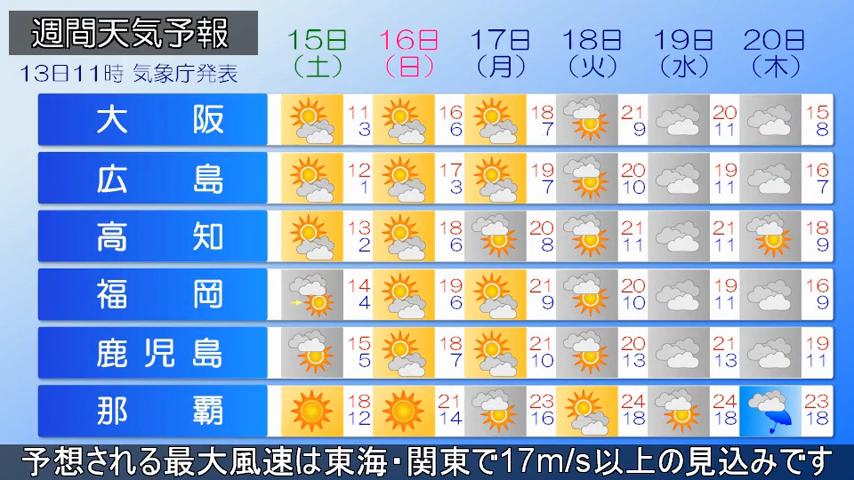 週間天気予報
13日11時 気象庁発表
15日 16日 17日 18日 19日 20日
(土) (日) (月) (火) (水) (木)
大阪 11 3 16 6 18 7 21 9 20 11 15 8
広島 12 1 17 3 19 7 20 10 19 11 16 7
高知 13 2 18 6 20 8 21 11 21 11 18 9
福岡 14 4 19 6 21 9 20 10 19 11 16 9
鹿児島 15 5 18 7 21 10 20 13 21 13 19 11
那覇 18 12 21 14 23 16 24 18 24 18 23 18
予想される最大風速は東海・関東で17m/s以上の見込みです